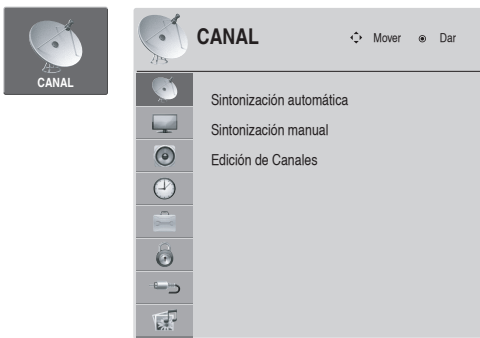 CANAL
CANAL Mover Dar
Sintonización automática
Sintonización manual
Edición de Canales